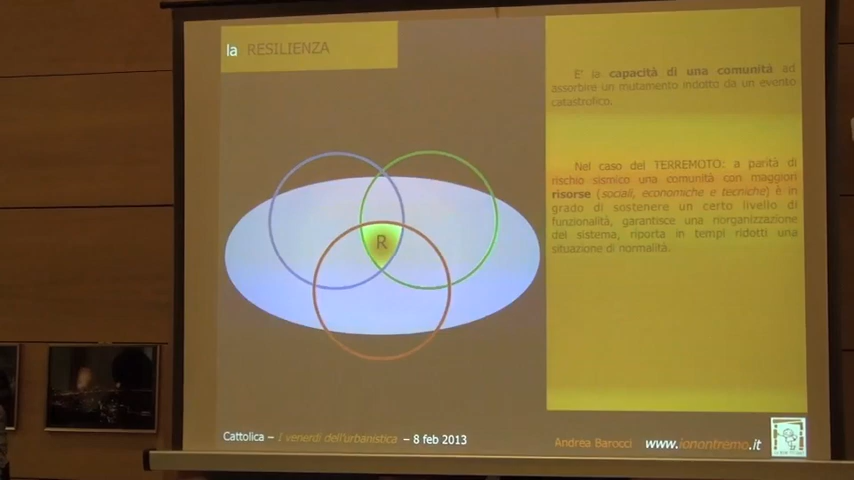 la RESILIENZA
E' la capacità di una comunità ad
assorbire un mutamento indotto da un evento
catastrofico.
Nel caso del TERREMOTO: a parità di
rischio sismico una comunità con maggiori
risorse (sociali, economiche e tecniche) è in
grado di sostenere un certo livello di
funzionalità, garantisce una riorganizzazione
del sistema, riporta in tempi ridotti una
situazione di normalità.
R
Cattolica – I venerdì dell'urbanistica – 8 feb 2013
Andrea Barocci www.iononrremo.it